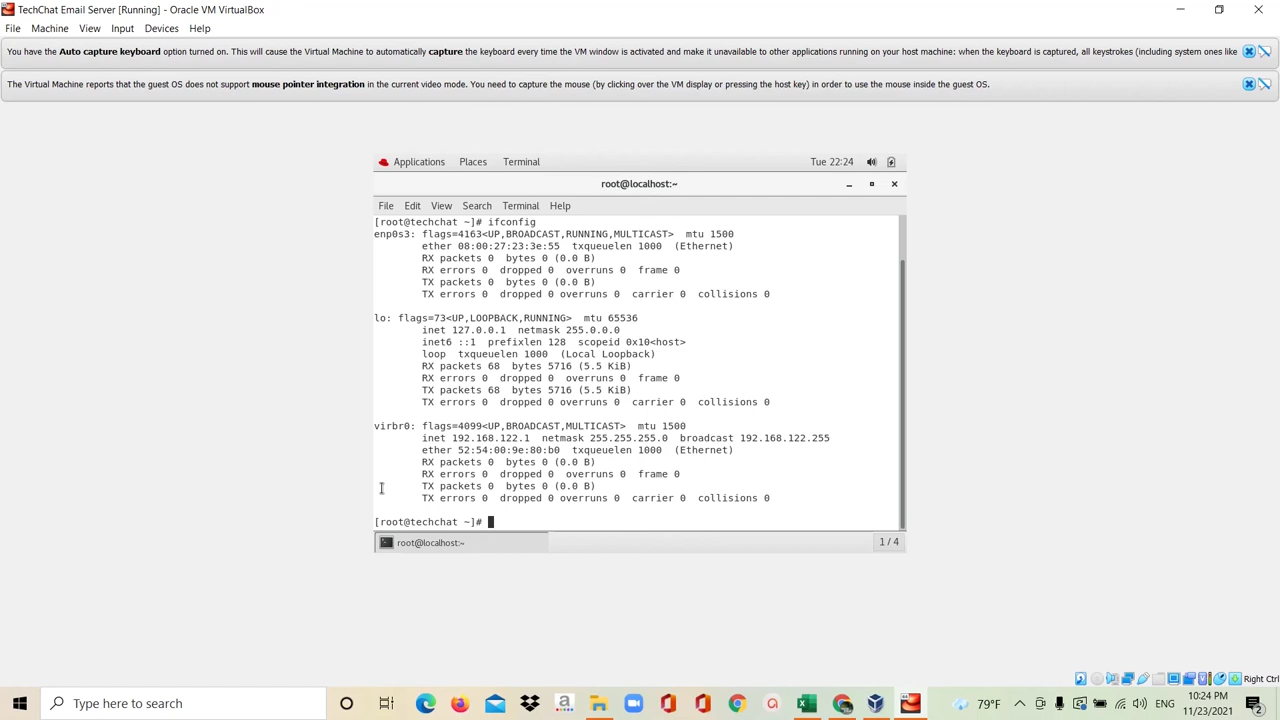 TechChat Email Server [Running] - Oracle VM VirtualBox
File Machine View Input Devices Help
You have the Auto capture keyboard option turned on. This will cause the Virtual Machine to automatically capture the keyboard every time the VM window is activated and make it unavailable to other applications running on your host machine: when the keyboard is captured, all keystrokes (including system ones like
The Virtual Machine reports that the guest OS does not support mouse pointer integration in the current video mode. You need to capture the mouse (by clicking over the VM display or pressing the host key) in order to use the mouse inside the guest OS.
Applications Places Terminal Tue 22:24
root@localhost:~
File Edit View Search Terminal Help
[root@techchat ~]# ifconfig
enp0s3: flags=4163<UP,BROADCAST,RUNNING,MULTICAST> mtu 1500
ether 08:00:27:23:3e:55 txqueuelen 1000 (Ethernet)
RX packets 0 bytes 0 (0.0 B)
RX errors 0 dropped 0 overruns 0 frame 0
TX packets 0 bytes 0 (0.0 B)
TX errors 0 dropped 0 overruns 0 carrier 0 collisions 0
lo: flags=73<UP,LOOPBACK,RUNNING> mtu 65536
inet 127.0.0.1 netmask 255.0.0.0
inet6 ::1 prefixlen 128 scopeid 0x10<host>
loop txqueuelen 1000 (Local Loopback)
RX packets 68 bytes 5716 (5.5 KiB)
RX errors 0 dropped 0 overruns 0 frame 0
TX packets 68 bytes 5716 (5.5 KiB)
TX errors 0 dropped 0 overruns 0 carrier 0 collisions 0
virbr0: flags=4099<UP,BROADCAST,MULTICAST> mtu 1500
inet 192.168.122.1 netmask 255.255.255.0 broadcast 192.168.122.255
ether 52:54:00:9e:80:b0 txqueuelen 1000 (Ethernet)
RX packets 0 bytes 0 (0.0 B)
RX errors 0 dropped 0 overruns 0 frame 0
TX packets 0 bytes 0 (0.0 B)
TX errors 0 dropped 0 overruns 0 carrier 0 collisions 0
[root@techchat ~]#
root@localhost:~ 1 / 4
Right Ctrl
Type here to search
79°F ENG 10:24 PM
11/23/2021 2